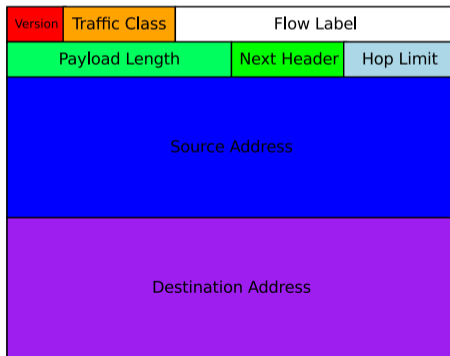 Version Traffic Class Flow Label
Payload Length Next Header Hop Limit
Source Address
Destination Address